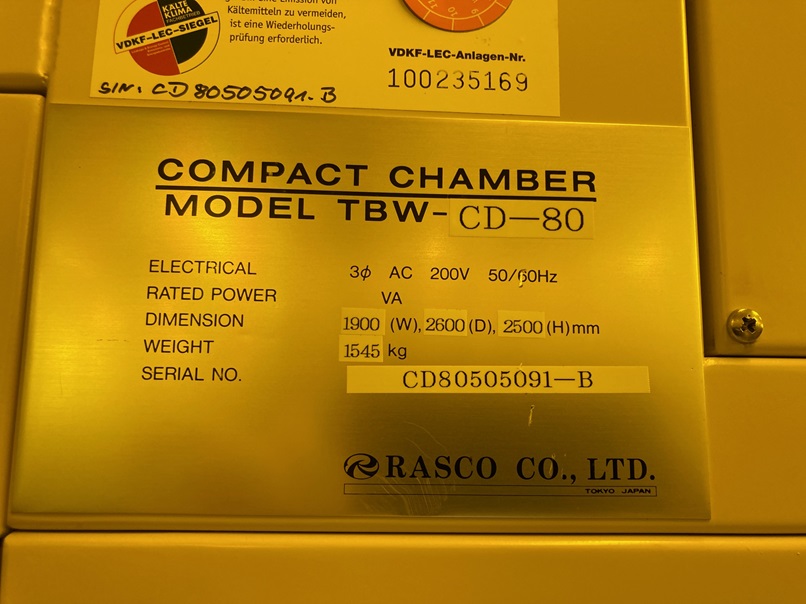 KÄLTE
KLIMA
FACHBETRIEB
VDKF-LEC-SIEGEL
Kältemitteln zu vermeiden,
ist eine Wiederholungs-
prüfung erforderlich.
S/N: CD 80505091-B
VDKF-LEC-Anlagen-Nr.
100235169
COMPACT CHAMBER
MODEL TBW-CD-80
ELECTRICAL 3φ AC 200V 50/60Hz
RATED POWER VA
DIMENSION 1900 (W), 2600 (D), 2500 (H) mm
WEIGHT 1545 kg
SERIAL NO. CD80505091-B
RASCO CO., LTD.
TOKYO JAPAN